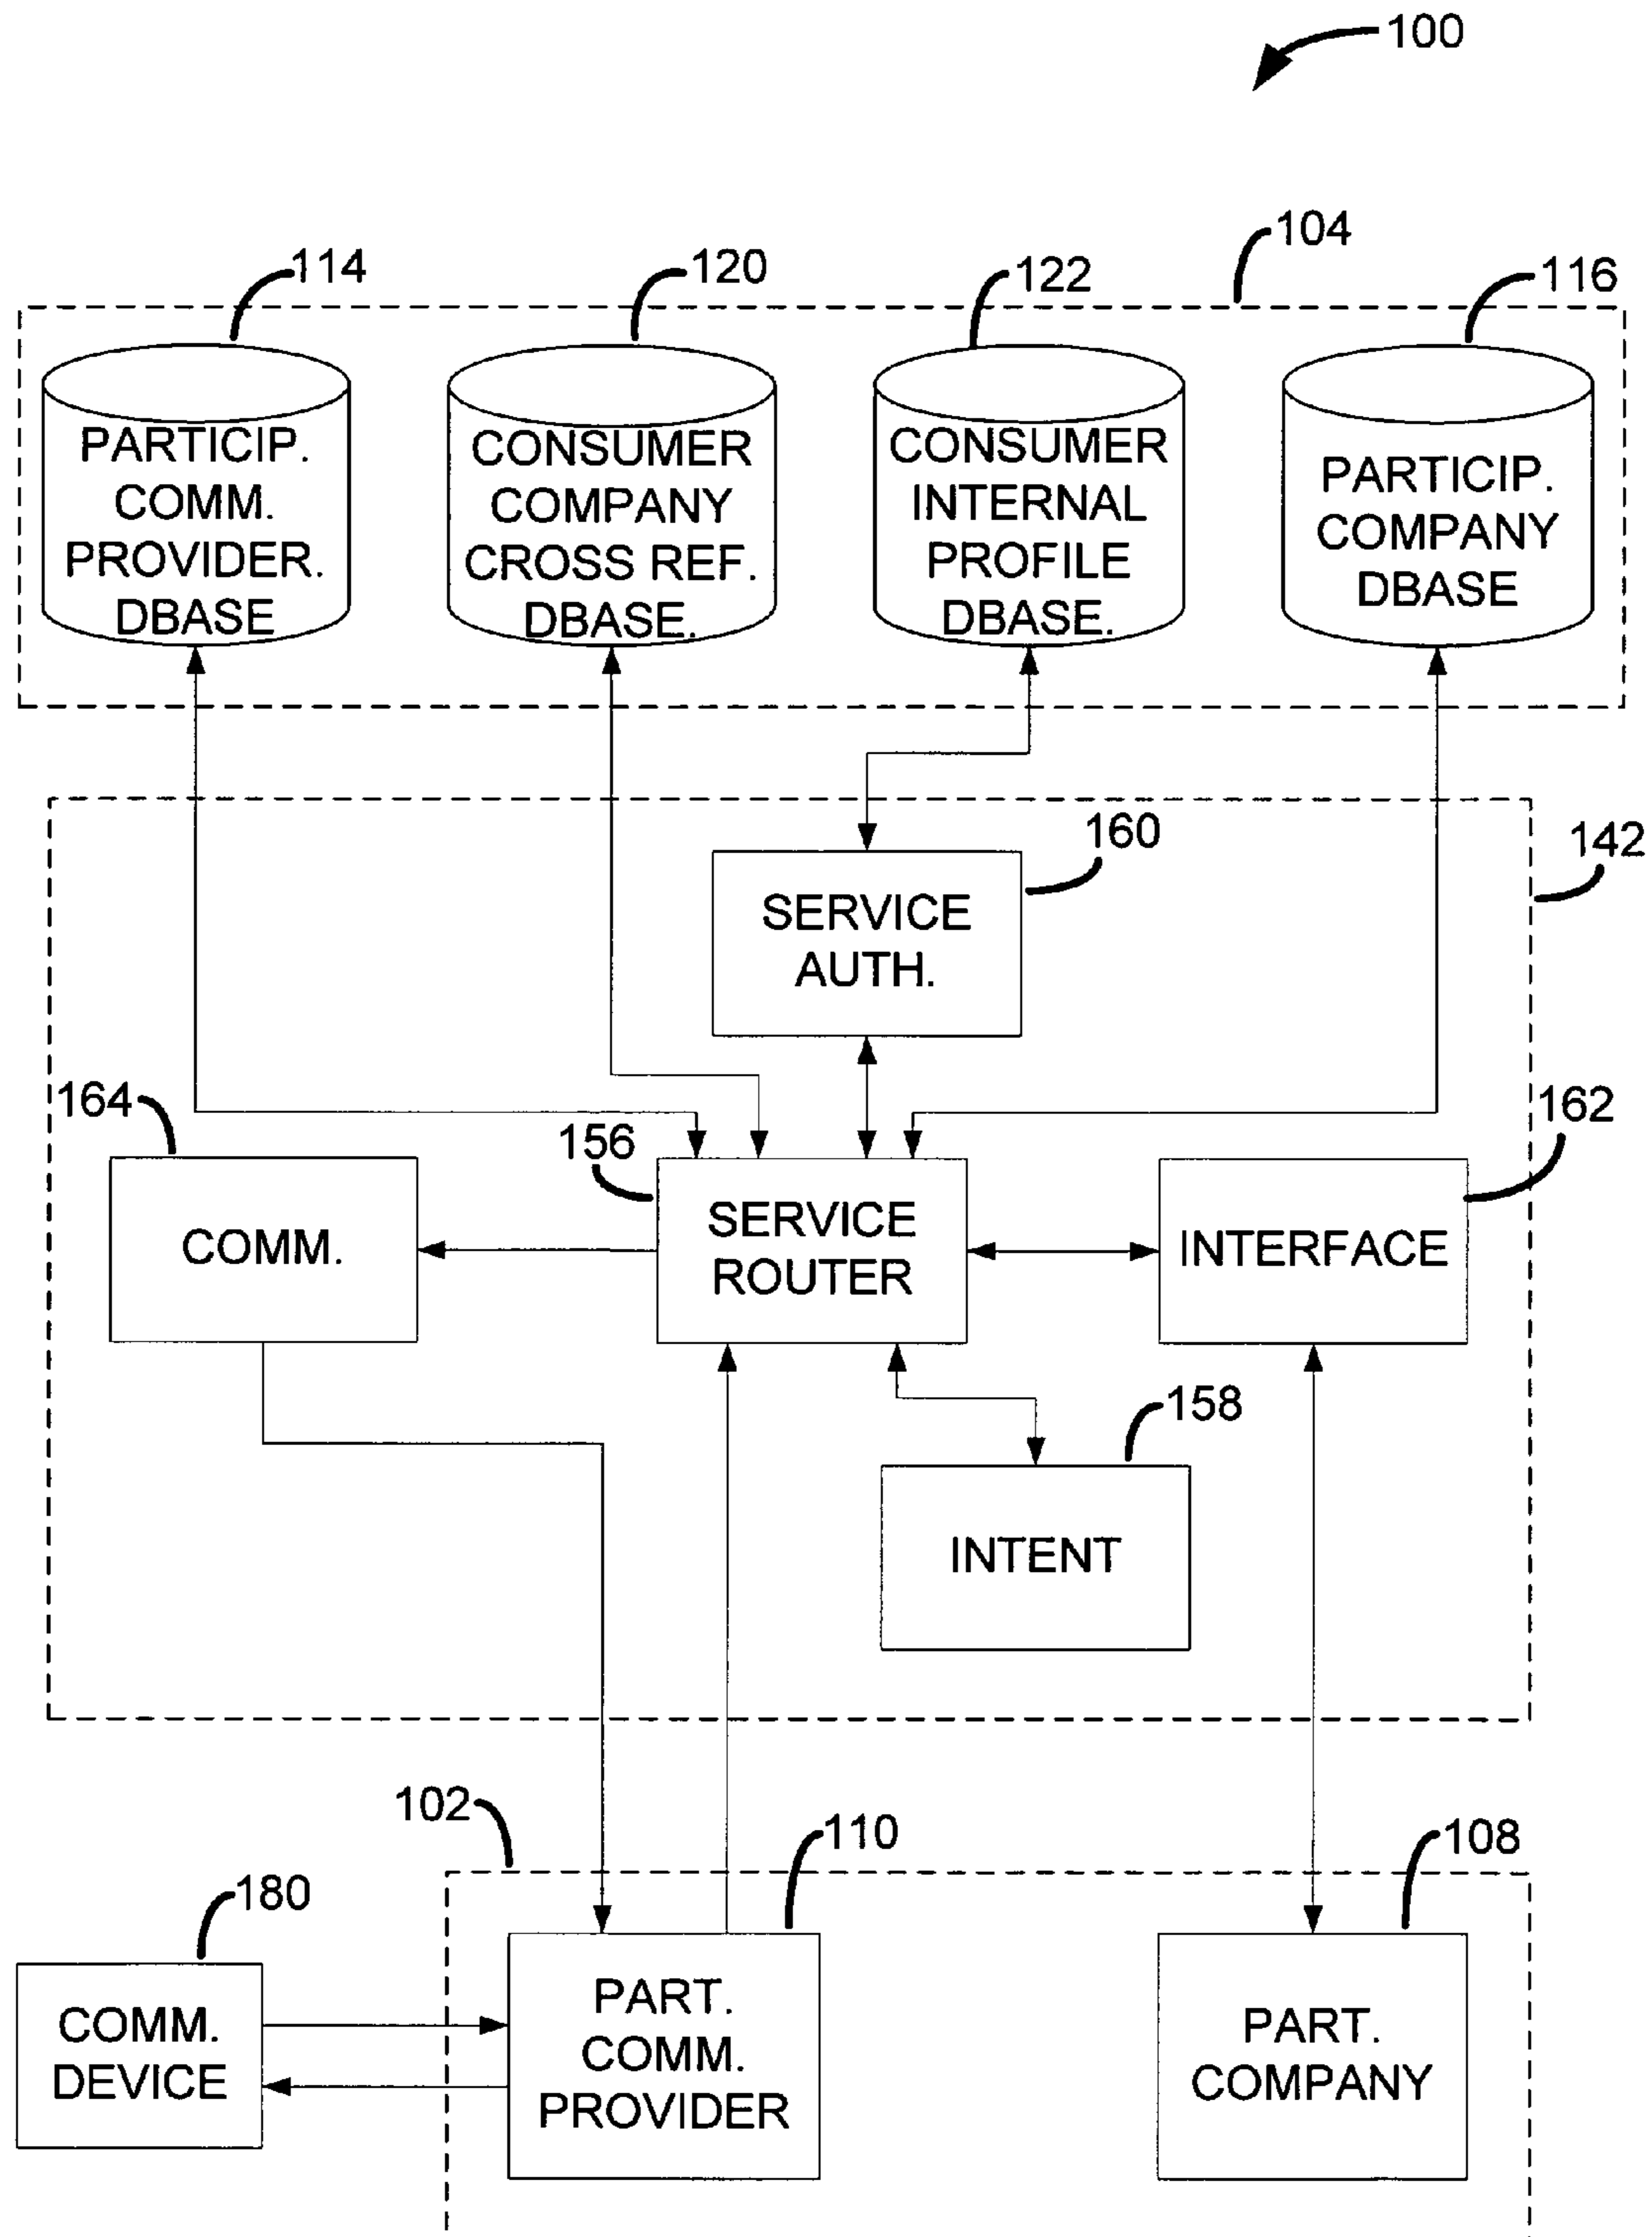 100
104
114
120
122
116
PARTICIP.
COMM.
PROVIDER.
DBASE
CONSUMER
COMPANY
CROSS REF.
DBASE.
CONSUMER
INTERNAL
PROFILE
DBASE.
PARTICIP.
COMPANY
DBASE
142
160
SERVICE
AUTH.
164
156
162
COMM.
SERVICE
ROUTER
INTERFACE
158
INTENT
102
110
108
180
COMM.
DEVICE
PART.
COMM.
PROVIDER
PART.
COMPANY